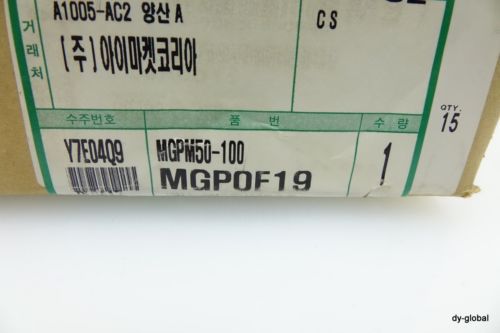 A1005-AC2 양산 A
CS
거래처
(주)아이마켓코리아
QTY.
15
수주번호 품 번 수 량
Y7E04Q9 MGPM50-100 1
MGPOF19
dy-global